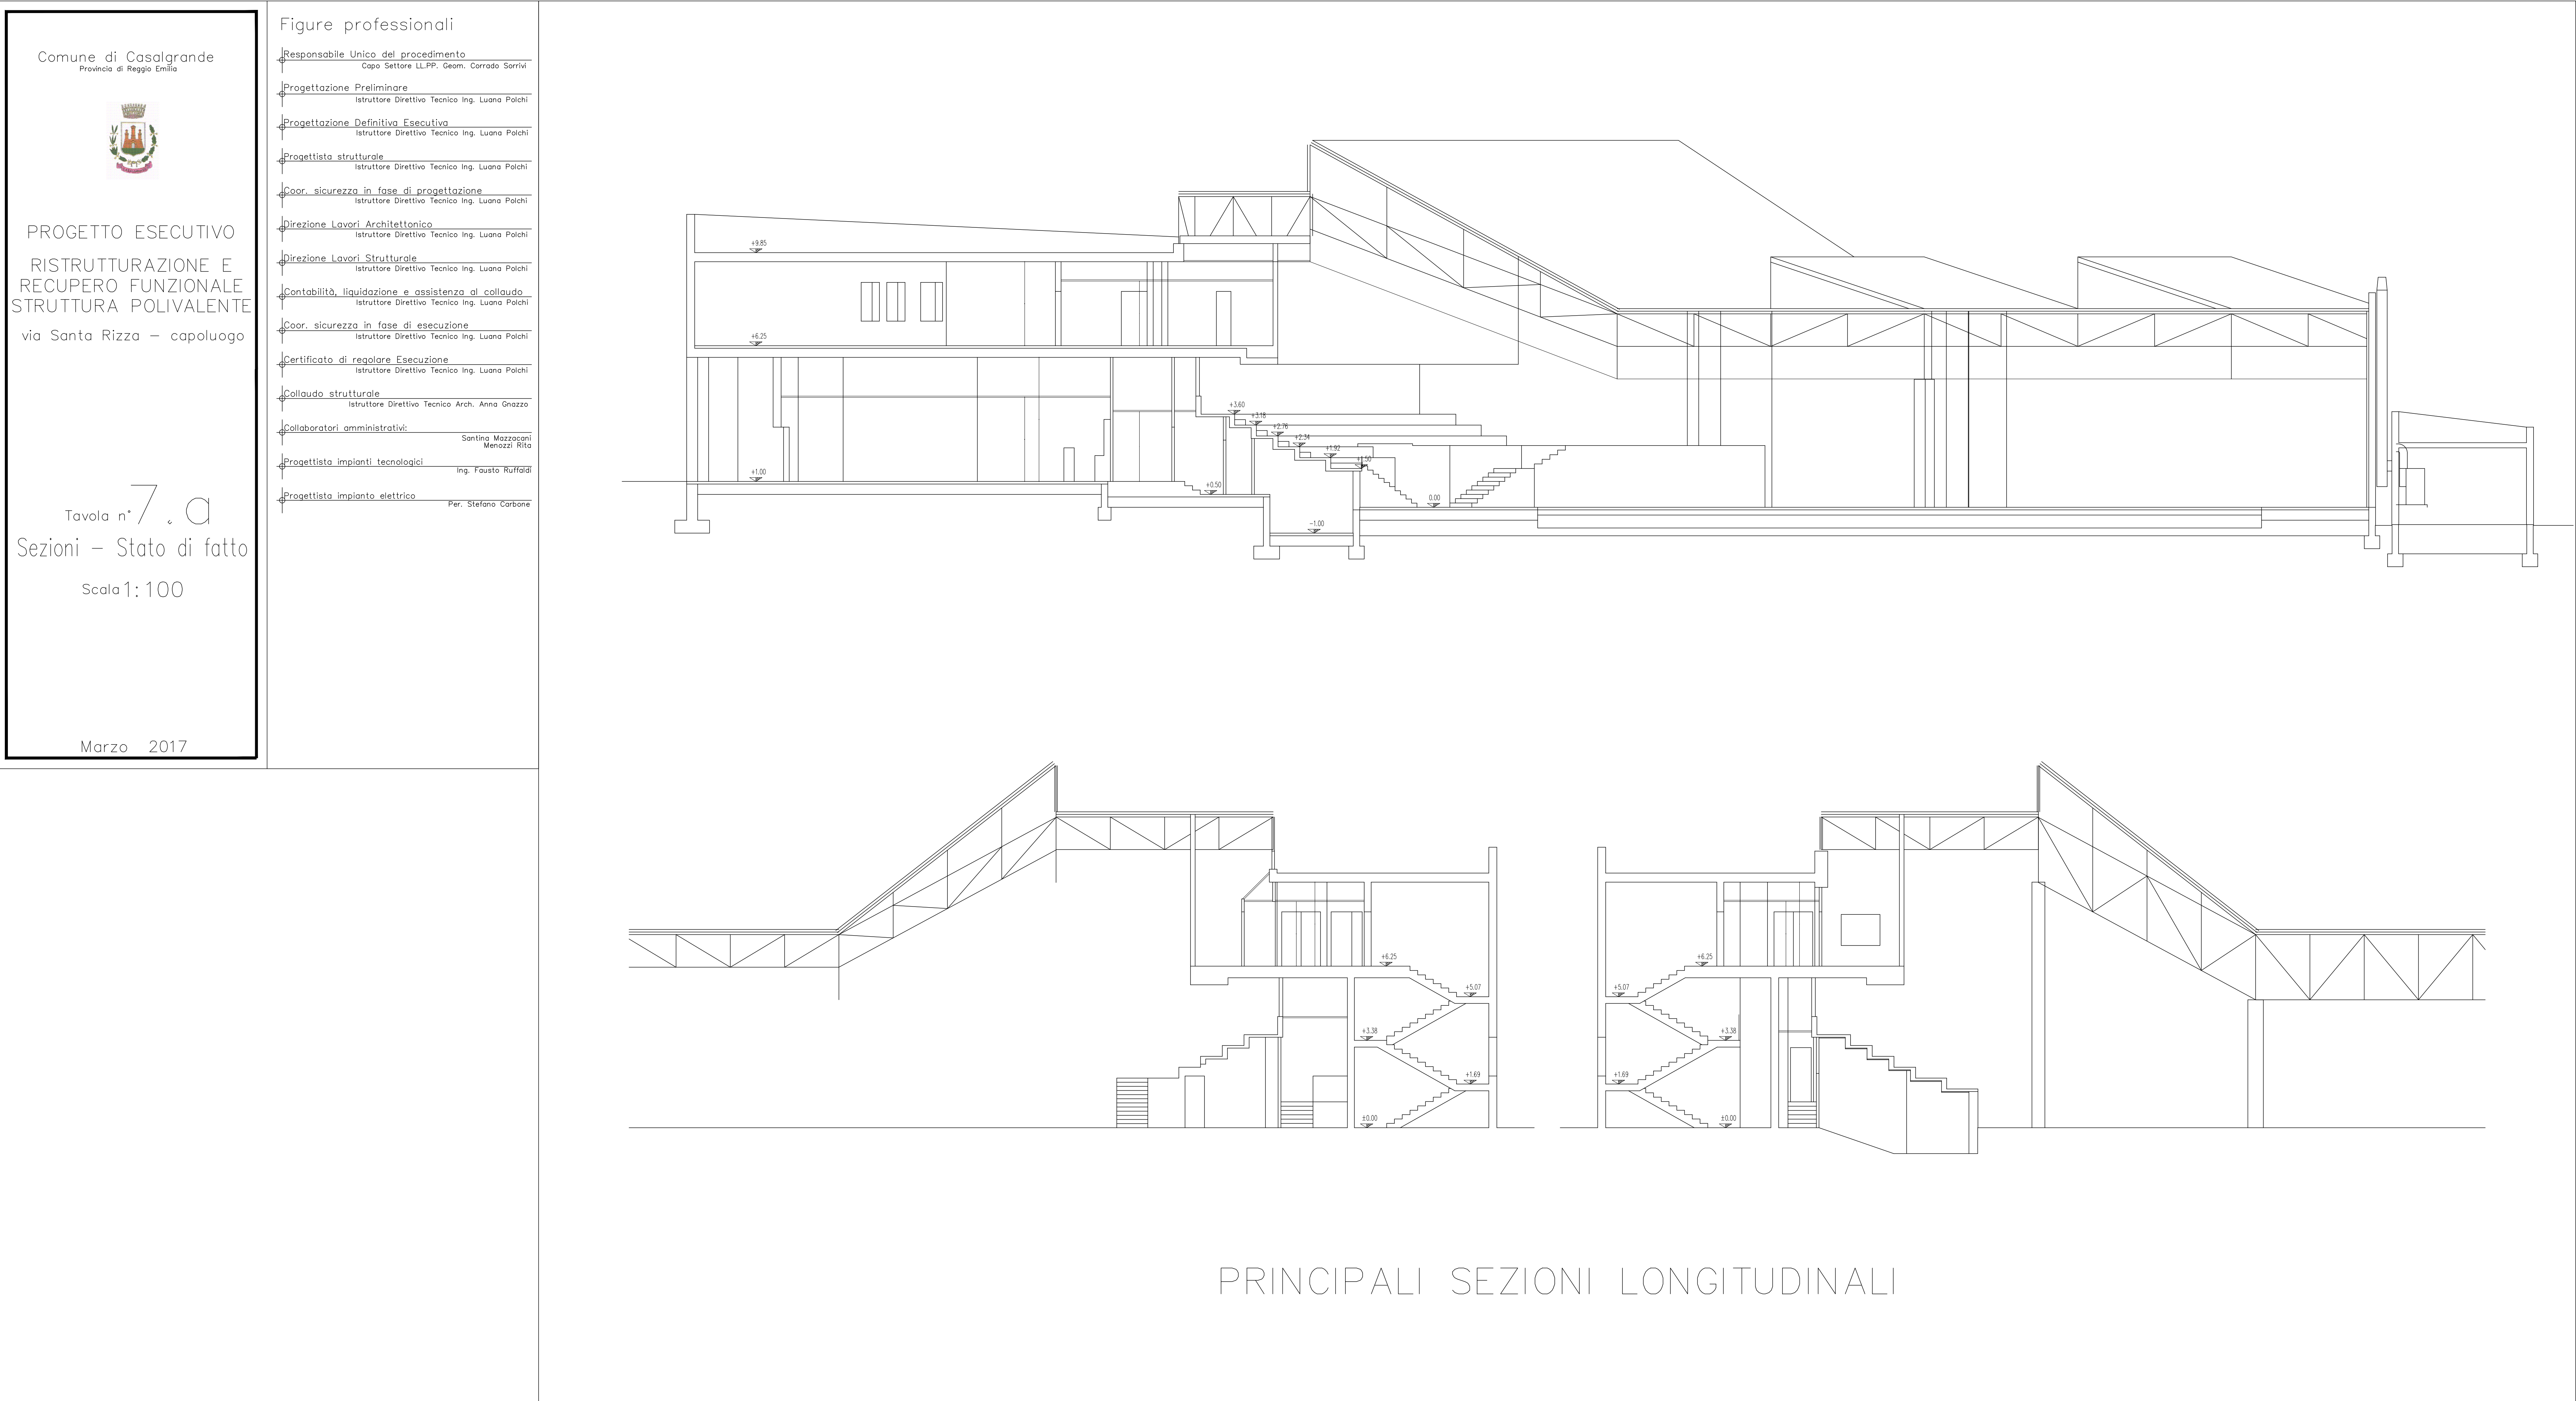 Comune di Casalgrande
Provincia di Reggio Emilia
PROGETTO ESECUTIVO
RISTRUTTURAZIONE E
RECUPERO FUNZIONALE
STRUTTURA POLIVALENTE
via Santa Rizza – capoluogo
Tavola n° 7.a
Sezioni – Stato di fatto
Scala 1:100
Marzo 2017
Figure professionali
Responsabile Unico del procedimento
Capo Settore LL.PP. Geom. Corrado Sorrivi
Progettazione Preliminare
Istruttore Direttivo Tecnico Ing. Luana Polchi
Progettazione Definitiva Esecutiva
Istruttore Direttivo Tecnico Ing. Luana Polchi
Progettista strutturale
Istruttore Direttivo Tecnico Ing. Luana Polchi
Coor. sicurezza in fase di progettazione
Istruttore Direttivo Tecnico Ing. Luana Polchi
Direzione Lavori Architettonico
Istruttore Direttivo Tecnico Ing. Luana Polchi
Direzione Lavori Strutturale
Istruttore Direttivo Tecnico Ing. Luana Polchi
Contabilità, liquidazione e assistenza al collaudo
Istruttore Direttivo Tecnico Ing. Luana Polchi
Coor. sicurezza in fase di esecuzione
Istruttore Direttivo Tecnico Ing. Luana Polchi
Certificato di regolare Esecuzione
Istruttore Direttivo Tecnico Ing. Luana Polchi
Collaudo strutturale
Istruttore Direttivo Tecnico Arch. Anna Gnazzo
Collaboratori amministrativi:
Santina Mazzacani
Menozzi Rita
Progettista impianti tecnologici
Ing. Fausto Ruffaldi
Progettista impianto elettrico
Per. Stefano Carbone
+9.85
+6.25
+3.60
+3.18
+2.76
+2.34
+1.92
+1.50
+1.00
+0.50
0.00
-1.00
+6.25
+5.07
+3.38
+1.69
±0.00
+6.25
+5.07
+3.38
+1.69
±0.00
PRINCIPALI SEZIONI LONGITUDINALI